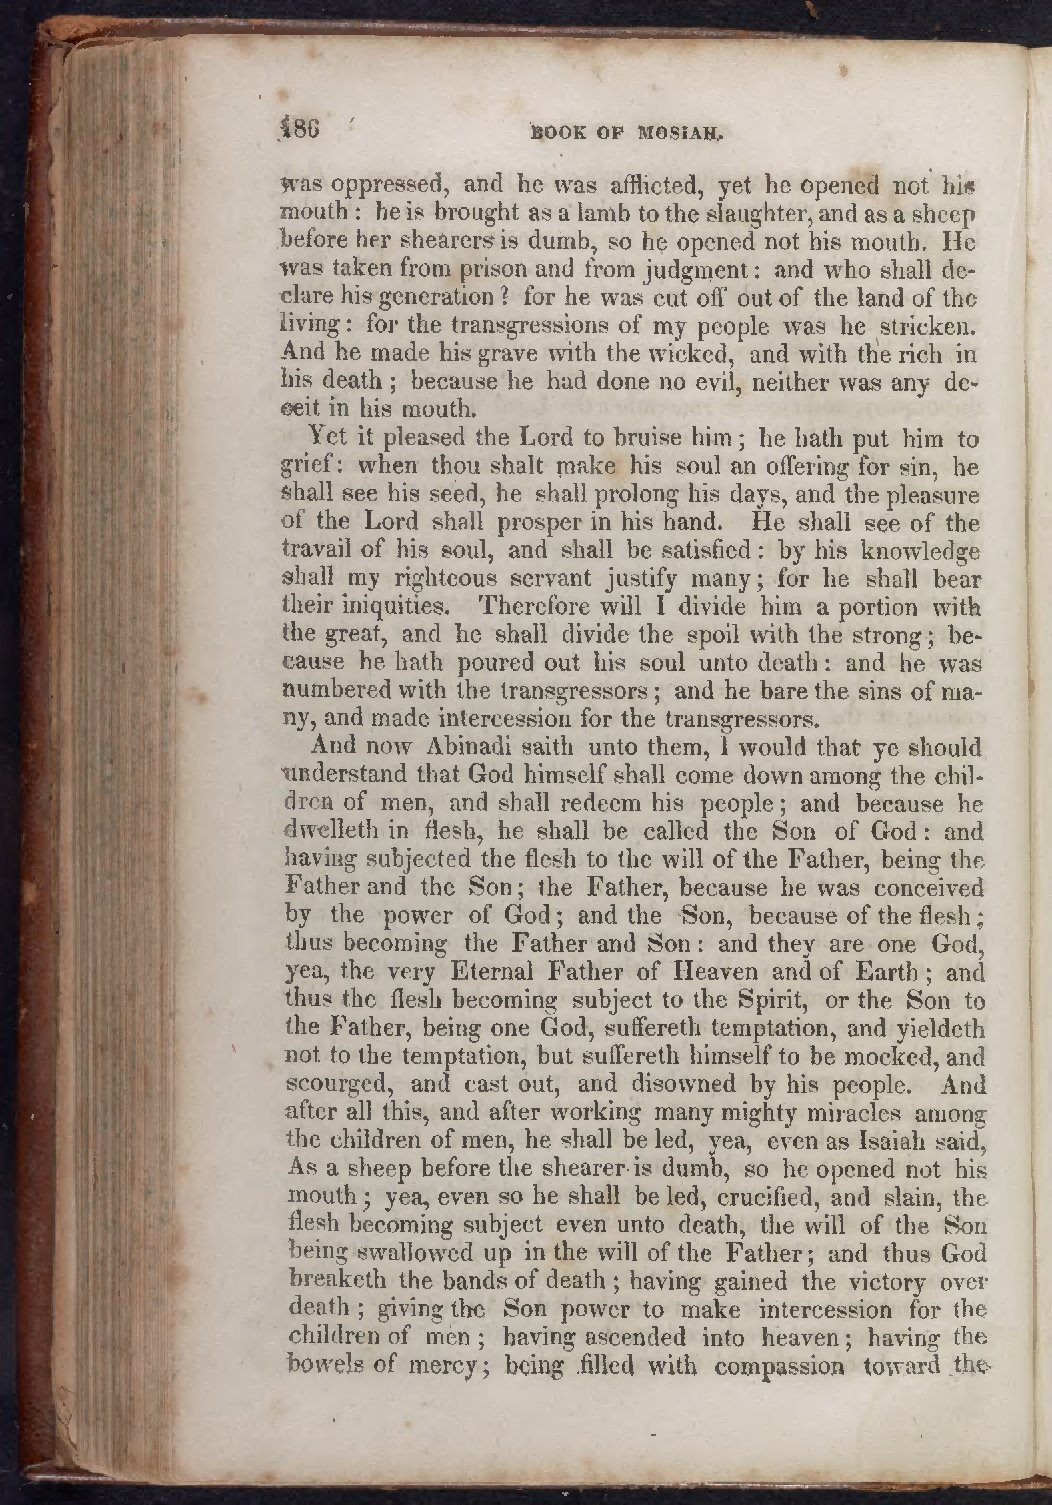 186 BOOK OF MOSIAH.
was oppressed, and he was afflicted, yet he opened not his
mouth : he is brought as a lamb to the slaughter, and as a sheep
before her shearers is dumb, so he opened not his mouth. He
was taken from prison and from judgment : and who shall de-
clare his generation ? for he was cut off out of the land of the
living : for the transgressions of my people was he stricken.
And he made his grave with the wicked, and with the rich in
his death ; because he had done no evil, neither was any de-
ceit in his mouth.
Yet it pleased the Lord to bruise him ; he hath put him to
grief : when thou shalt make his soul an offering for sin, he
shall see his seed, he shall prolong his days, and the pleasure
of the Lord shall prosper in his hand. He shall see of the
travail of his soul, and shall be satisfied : by his knowledge
shall my righteous servant justify many ; for he shall bear
their iniquities. Therefore will I divide him a portion with
the great, and he shall divide the spoil with the strong ; be-
cause he hath poured out his soul unto death : and he was
numbered with the transgressors ; and he bare the sins of ma-
ny, and made intercession for the transgressors.
And now Abinadi saith unto them, I would that ye should
understand that God himself shall come down among the chil-
dren of men, and shall redeem his people ; and because he
dwelleth in flesh, he shall be called the Son of God : and
having subjected the flesh to the will of the Father, being the
Father and the Son ; the Father, because he was conceived
by the power of God ; and the Son, because of the flesh ;
thus becoming the Father and Son : and they are one God,
yea, the very Eternal Father of Heaven and of Earth ; and
thus the flesh becoming subject to the Spirit, or the Son to
the Father, being one God, suffereth temptation, and yieldeth
not to the temptation, but suffereth himself to be mocked, and
scourged, and cast out, and disowned by his people. And
after all this, and after working many mighty miracles among
the children of men, he shall be led, yea, even as Isaiah said,
As a sheep before the shearer is dumb, so he opened not his
mouth ; yea, even so he shall be led, crucified, and slain, the
flesh becoming subject even unto death, the will of the Son
being swallowed up in the will of the Father ; and thus God
breaketh the bands of death ; having gained the victory over
death ; giving the Son power to make intercession for the
children of men ; having ascended into heaven ; having the
bowels of mercy ; being filled with compassion toward the